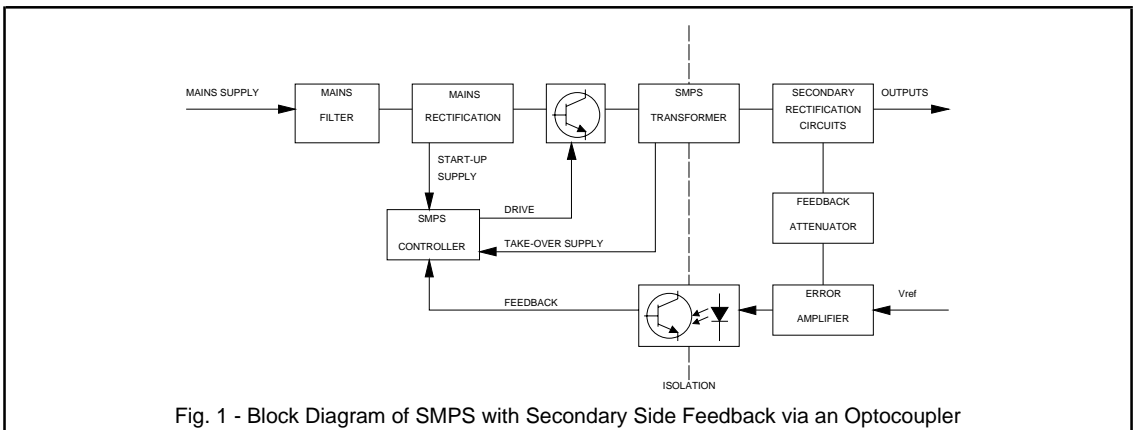 MAINS SUPPLY
MAINS
FILTER
MAINS
RECTIFICATION
SMPS
TRANSFORMER
SECONDARY
RECTIFICATION
CIRCUITS
OUTPUTS
START-UP
SUPPLY
DRIVE
SMPS
CONTROLLER
TAKE-OVER SUPPLY
FEEDBACK
ATTENUATOR
FEEDBACK
ERROR
AMPLIFIER
Vref
ISOLATION
Fig. 1 - Block Diagram of SMPS with Secondary Side Feedback via an Optocoupler